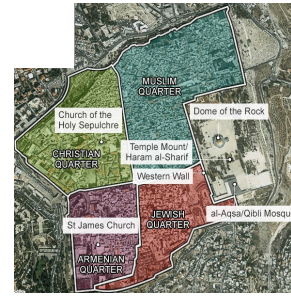 MUSLIM
QUARTER
Church of the
Holy Sepulchre
Dome of the Rock
Temple Mount/
Haram al-Sharif
CHRISTIAN
QUARTER
Western Wall
St James Church
JEWISH
QUARTER
al-Aqsa/Qibli Mosqu
ARMENIAN
QUARTER